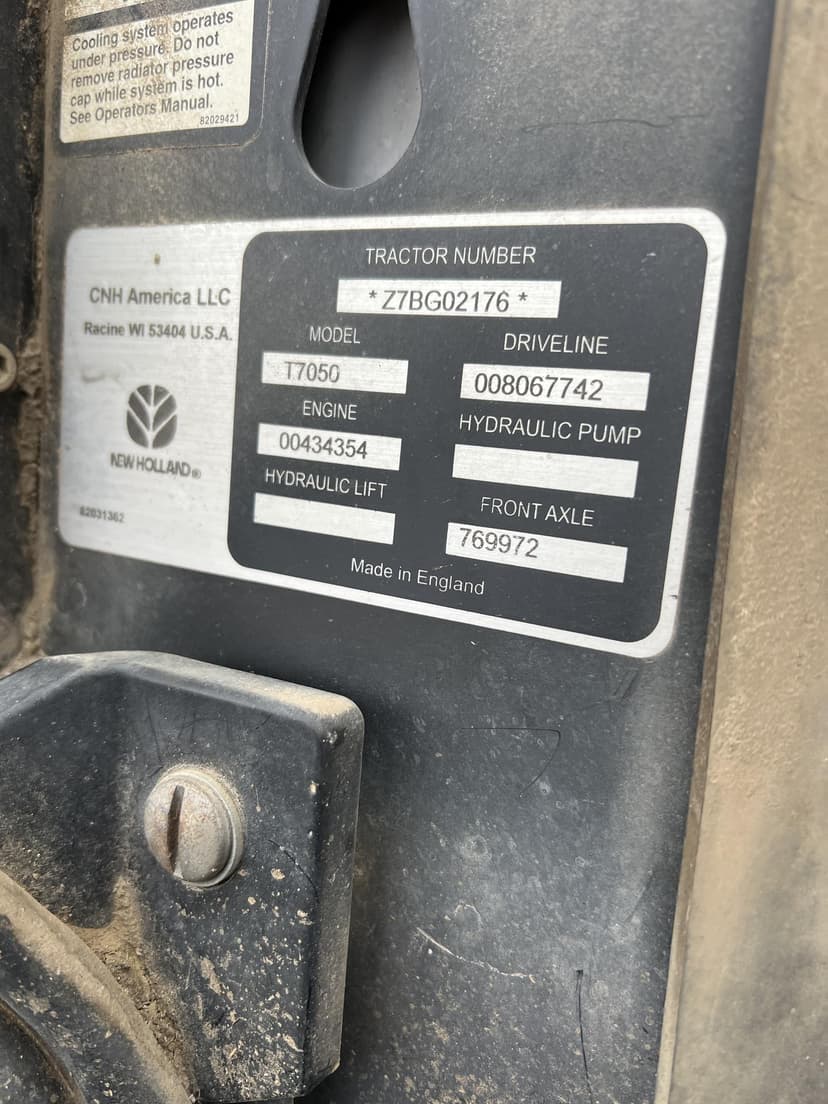 Cooling system operates
under pressure. Do not
remove radiator pressure
cap while system is hot.
See Operators Manual.
82029421
CNH America LLC
Racine WI 53404 U.S.A.
NEW HOLLAND®
82031362
TRACTOR NUMBER
*Z7BG02176*
MODEL
T7050
DRIVELINE
008067742
ENGINE
00434354
HYDRAULIC PUMP
HYDRAULIC LIFT
FRONT AXLE
769972
Made in England